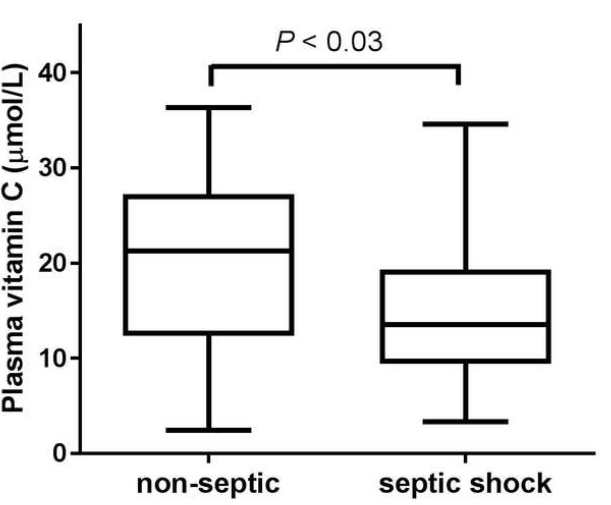 P < 0.03
Plasma vitamin C (μmol/L)
40
30
20
10
0
non-septic
septic shock